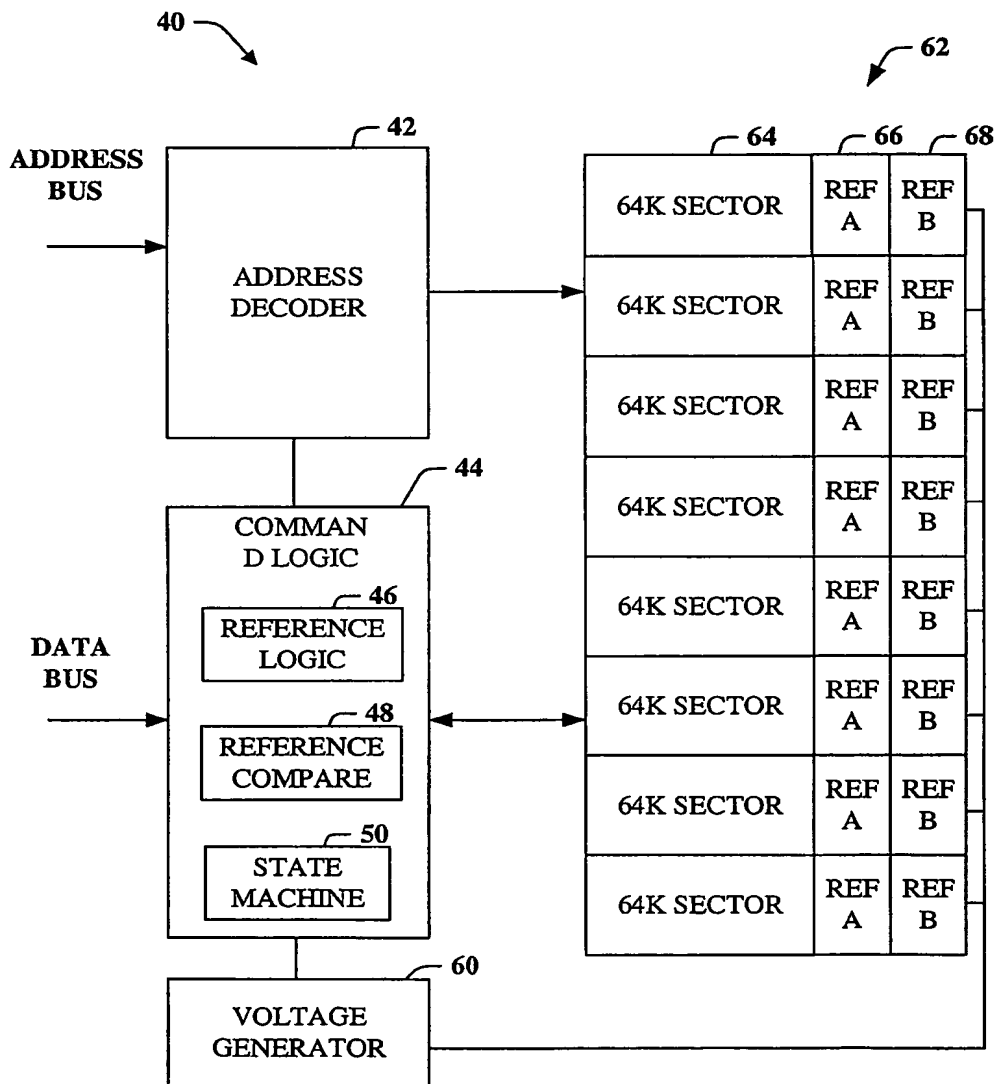 40
62
42
64
66
68
ADDRESS
BUS
ADDRESS
DECODER
64K SECTOR
REF
A
REF
B
64K SECTOR
REF
A
REF
B
64K SECTOR
REF
A
REF
B
64K SECTOR
REF
A
REF
B
64K SECTOR
REF
A
REF
B
64K SECTOR
REF
A
REF
B
64K SECTOR
REF
A
REF
B
64K SECTOR
REF
A
REF
B
44
COMMAN
D LOGIC
46
REFERENCE
LOGIC
DATA
BUS
48
REFERENCE
COMPARE
50
STATE
MACHINE
60
VOLTAGE
GENERATOR